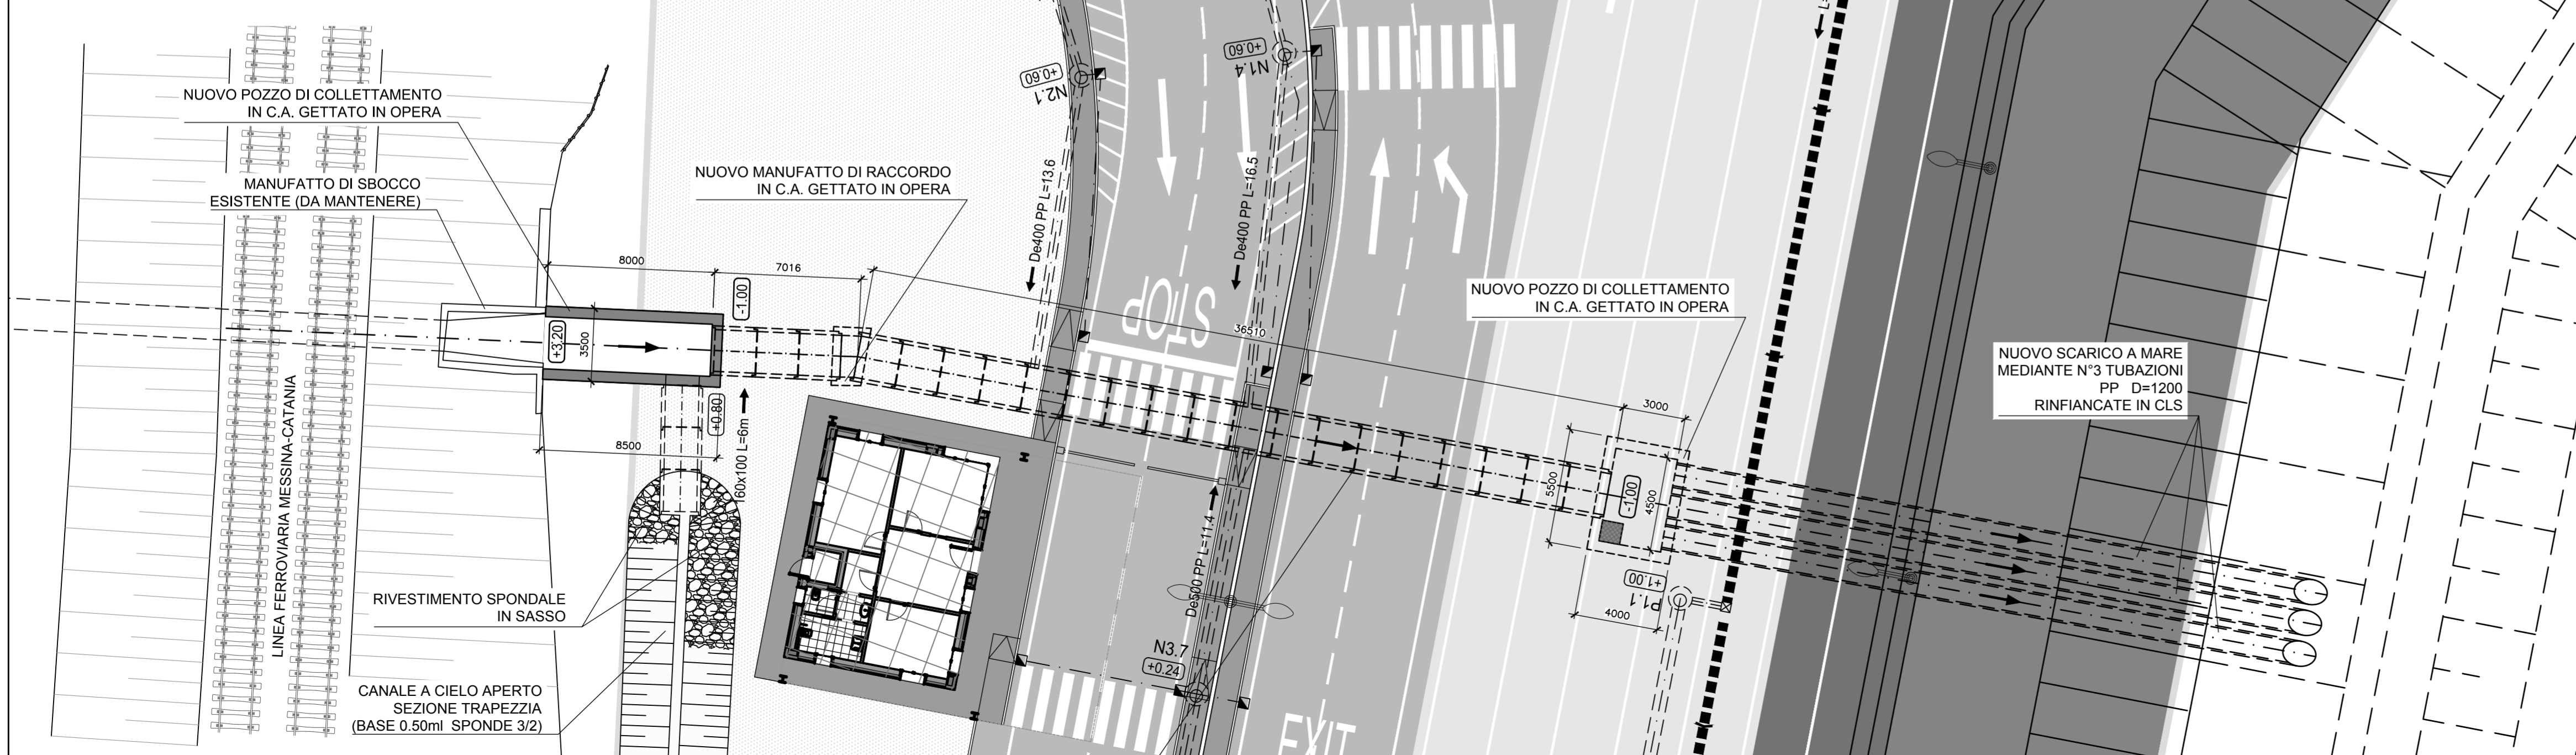 NUOVO POZZO DI COLLETTAMENTO
IN C.A. GETTATO IN OPERA
MANUFATTO DI SBOCCO
ESISTENTE (DA MANTENERE)
NUOVO MANUFATTO DI RACCORDO
IN C.A. GETTATO IN OPERA
+0.60
N2.1
+0.60
N1.4
De400 PP L=13,6
De400 PP L=16.5
STOP
8000
7016
36510
-1.00
+3,20
3500
+0.80
160x100 L=6m
8500
LINEA FERROVIARIA MESSINA-CATANIA
RIVESTIMENTO SPONDALE
IN SASSO
CANALE A CIELO APERTO
SEZIONE TRAPEZZIA
(BASE 0.50ml SPONDE 3/2)
NUOVO POZZO DI COLLETTAMENTO
IN C.A. GETTATO IN OPERA
3000
5500
-1.00
4500
+1.00
P1.1
4000
De500 PP L=11.4
N3.7
+0.24
EXIT
NUOVO SCARICO A MARE
MEDIANTE N°3 TUBAZIONI
PP D=1200
RINFIANCATE IN CLS